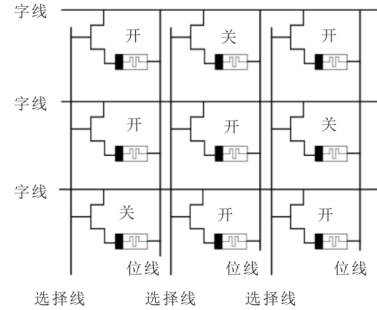 字线
开 关 开
字线
开 开 关
字线
关 开 开
位线 位线 位线
选择线 选择线 选择线